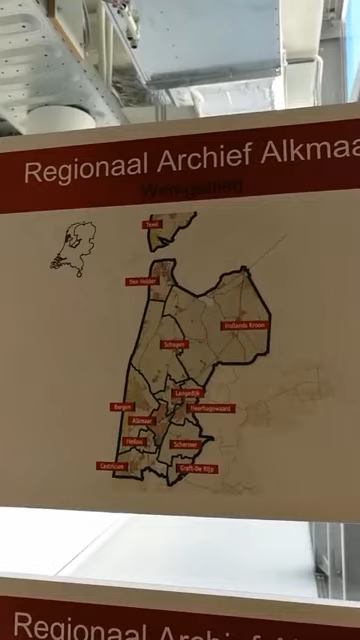 Regionaal Archief Alkmaa
Werkgebied
Texel
Den Helder
Hollands Kroon
Schagen
Langedijk
Bergen
Heerhugowaard
Alkmaar
Heiloo
Schermer
Castricum
Graft-De Rijp
Regionaal Archief